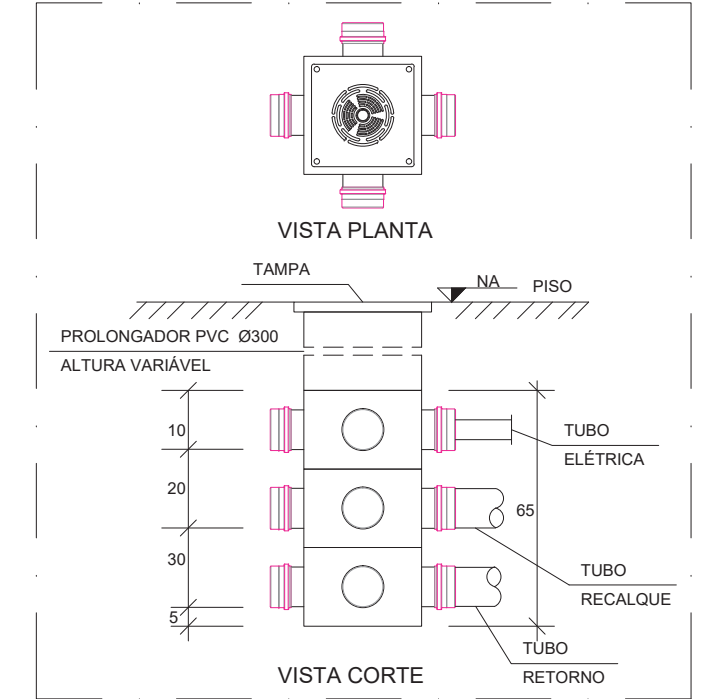 VISTA PLANTA
TAMPA
NA
PISO
PROLONGADOR PVC Ø300
ALTURA VARIÁVEL
10
TUBO
ELÉTRICA
20
65
30
TUBO
RECALQUE
5
TUBO
RETORNO
VISTA CORTE